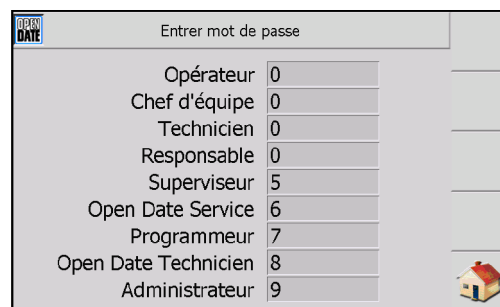 OPEN DATE
Entrer mot de passe
Opérateur 0
Chef d'équipe 0
Technicien 0
Responsable 0
Superviseur 5
Open Date Service 6
Programmeur 7
Open Date Technicien 8
Administrateur 9